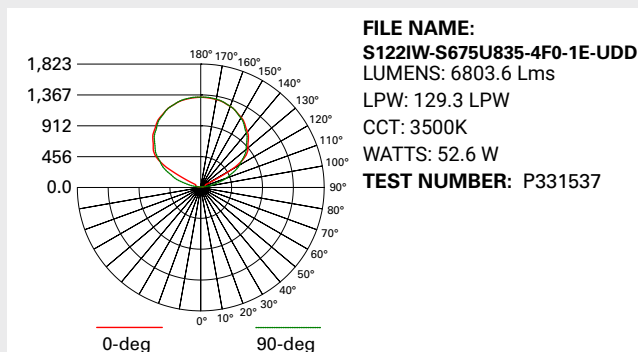 FILE NAME:
S122IW-S675U835-4F0-1E-UDD
LUMENS: 6803.6 Lms
LPW: 129.3 LPW
CCT: 3500K
WATTS: 52.6 W
TEST NUMBER: P331537
1,823
1,367
912
456
0.0
180°
170°
160°
150°
140°
130°
120°
110°
100°
90°
80°
70°
60°
50°
40°
30°
20°
10°
0°
0-deg
90-deg